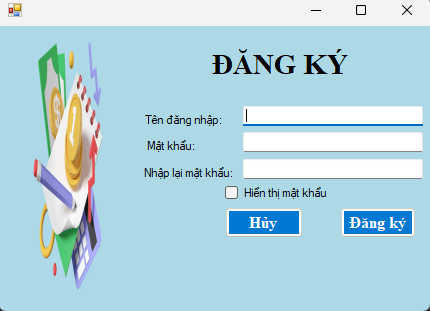 ĐĂNG KÝ
Tên đăng nhập:
Mật khẩu:
Nhập lại mật khẩu:
Hiển thị mật khẩu
Hủy
Đăng ký